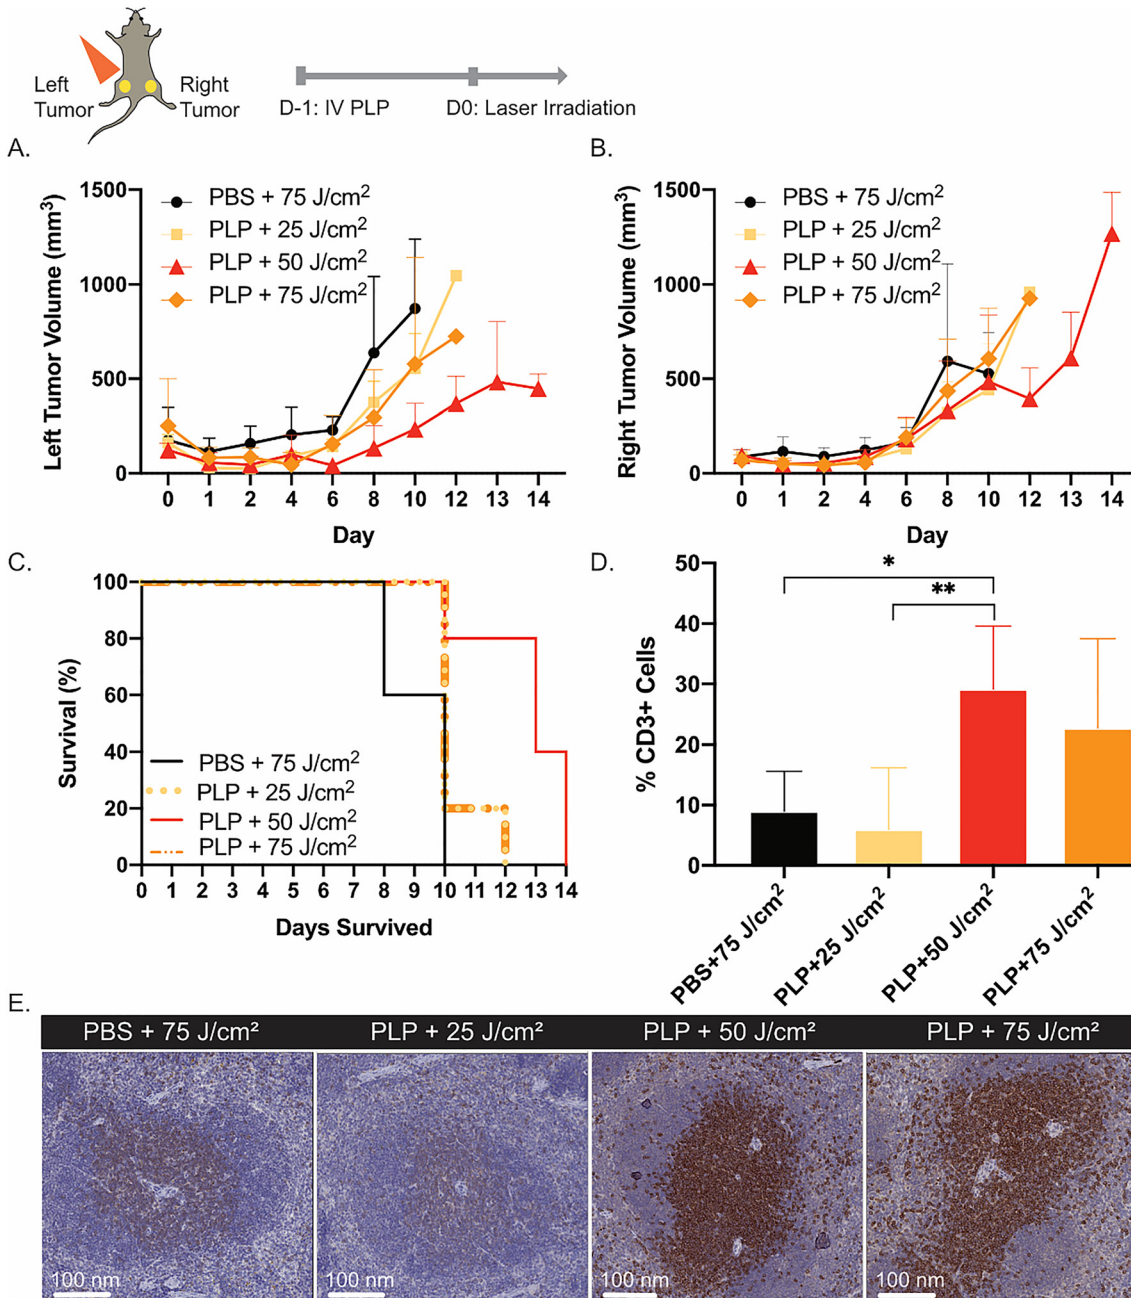 Left
Tumor
Right
Tumor
D-1: IV PLP
D0: Laser Irradiation
A.
Left Tumor Volume (mm³)
1500
1000
500
0
PBS + 75 J/cm²
PLP + 25 J/cm²
PLP + 50 J/cm²
PLP + 75 J/cm²
0 1 2 4 6 8 10 12 13 14
Day
B.
Right Tumor Volume (mm³)
1500
1000
500
0
PBS + 75 J/cm²
PLP + 25 J/cm²
PLP + 50 J/cm²
PLP + 75 J/cm²
0 1 2 4 6 8 10 12 13 14
Day
C.
Survival (%)
100
80
60
40
20
0
PBS + 75 J/cm²
PLP + 25 J/cm²
PLP + 50 J/cm²
PLP + 75 J/cm²
0 1 2 3 4 5 6 7 8 9 10 11 12 13 14
Days Survived
D.
% CD3+ Cells
50
40
30
20
10
0
*
**
PBS+75 J/cm²
PLP+25 J/cm²
PLP+50 J/cm²
PLP+75 J/cm²
E.
PBS + 75 J/cm²
PLP + 25 J/cm²
PLP + 50 J/cm²
PLP + 75 J/cm²
100 nm
100 nm
100 nm
100 nm